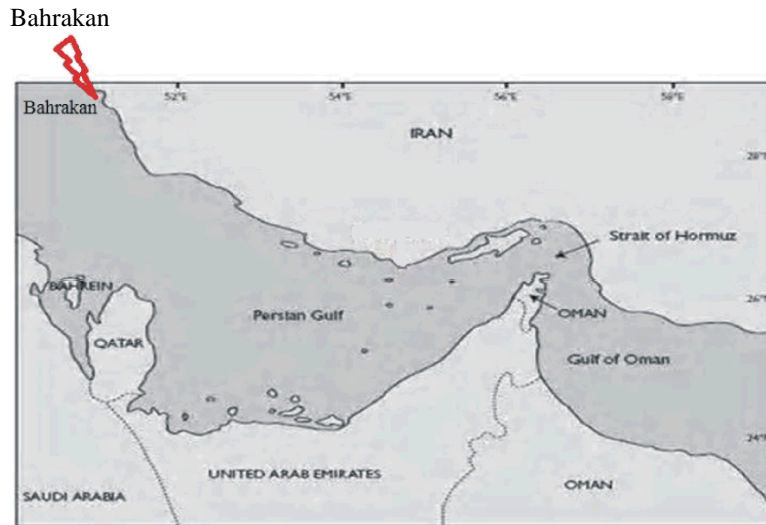 Bahrakan
Bahrakan
52°E
54°E
56°E
58°E
IRAN
28°N
Strait of Hormuz
BAHREIN
26°N
Persian Gulf
OMAN
QATAR
Gulf of Oman
24°N
UNITED ARAB EMIRATES
SAUDI ARABIA
OMAN